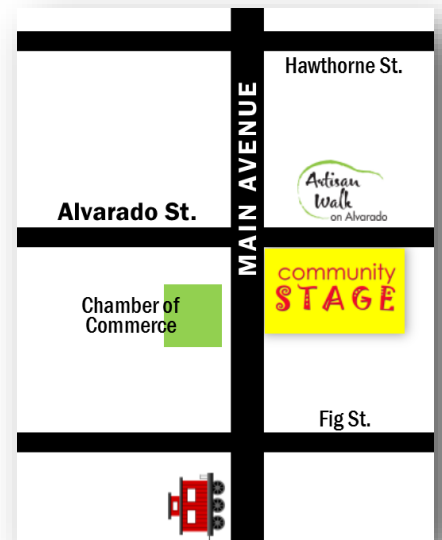 Hawthorne St.
MAIN AVENUE
Artisan
Walk
on Alvarado
Alvarado St.
community
STAGE
Chamber of
Commerce
Fig St.